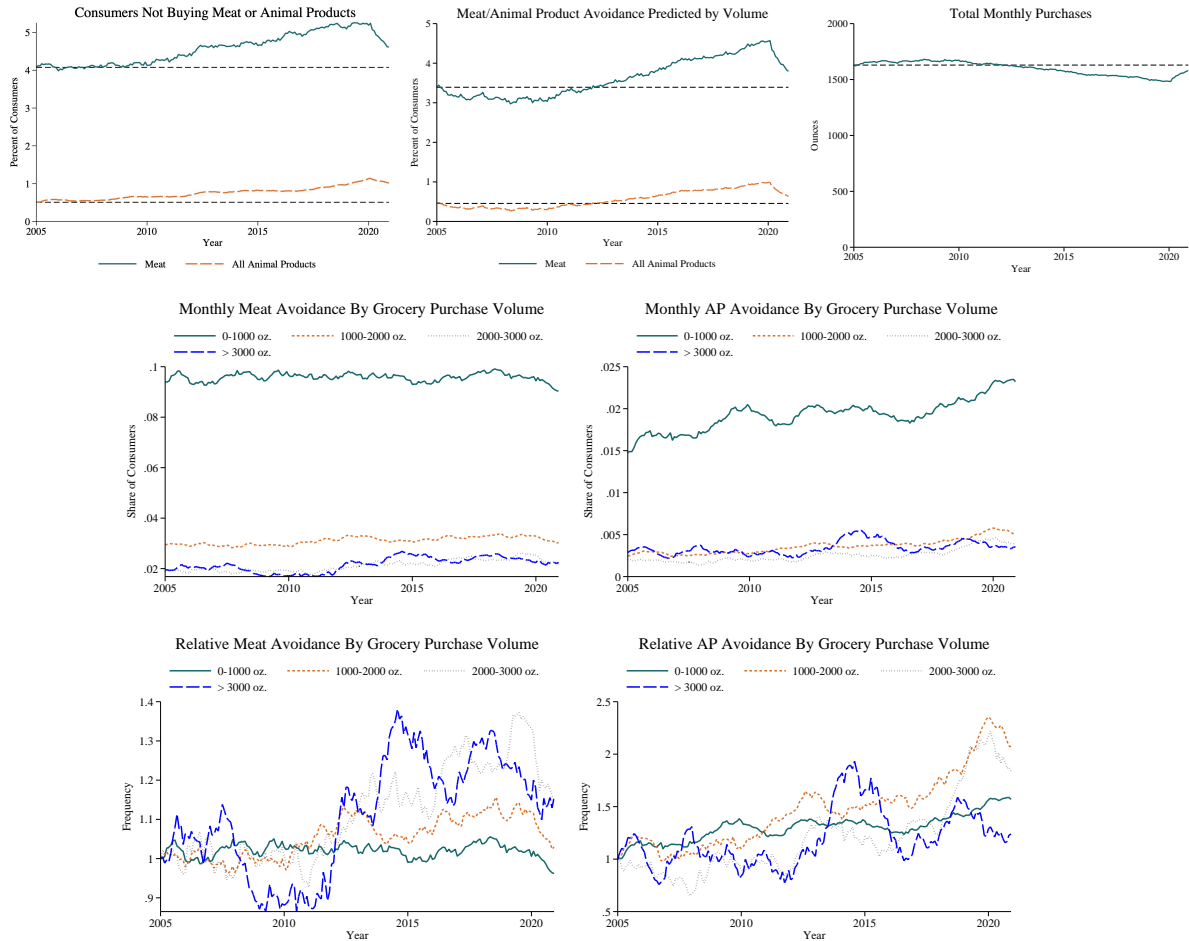 Consumers Not Buying Meat or Animal Products
Percent of Consumers
5
4
3
2
1
0
2005 2010 2015 2020
Year
Meat All Animal Products
Meat/Animal Product Avoidance Predicted by Volume
Percent of Consumers
5
4
3
2
1
0
2005 2010 2015 2020
Year
Meat All Animal Products
Total Monthly Purchases
Ounces
2000
1500
1000
500
0
2005 2010 2015 2020
Year
Monthly Meat Avoidance By Grocery Purchase Volume
0-1000 oz. 1000-2000 oz. 2000-3000 oz.
> 3000 oz.
Share of Consumers
.1
.08
.06
.04
.02
2005 2010 2015 2020
Year
Monthly AP Avoidance By Grocery Purchase Volume
0-1000 oz. 1000-2000 oz. 2000-3000 oz.
> 3000 oz.
Share of Consumers
.025
.02
.015
.01
.005
0
2005 2010 2015 2020
Year
Relative Meat Avoidance By Grocery Purchase Volume
0-1000 oz. 1000-2000 oz. 2000-3000 oz.
> 3000 oz.
Frequency
1.4
1.3
1.2
1.1
1
.9
2005 2010 2015 2020
Year
Relative AP Avoidance By Grocery Purchase Volume
0-1000 oz. 1000-2000 oz. 2000-3000 oz.
> 3000 oz.
Frequency
2.5
2
1.5
1
.5
2005 2010 2015 2020
Year